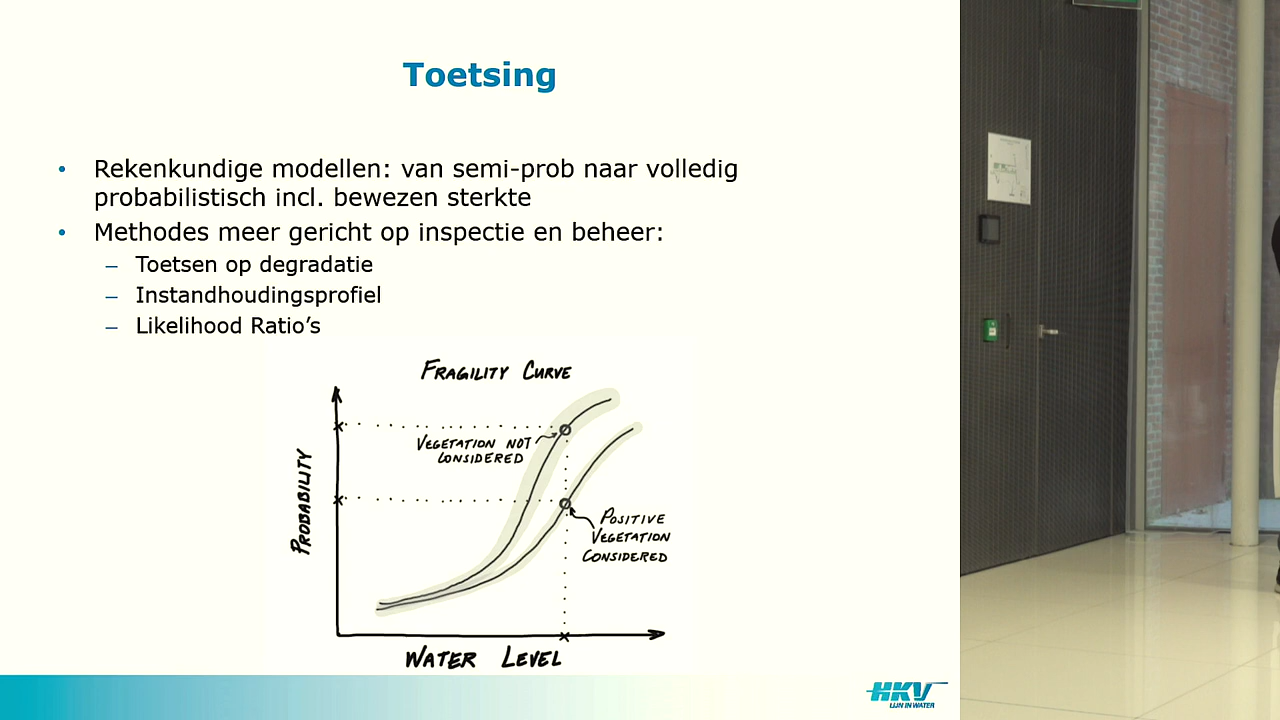 Toetsing
• Rekenkundige modellen: van semi-prob naar volledig
probabilistisch incl. bewezen sterkte
• Methodes meer gericht op inspectie en beheer:
– Toetsen op degradatie
– Instandhoudingsprofiel
– Likelihood Ratio’s
FRAGILITY CURVE
VEGETATION NOT
CONSIDERED
PROBABILITY
POSITIVE
VEGETATION
CONSIDERED
WATER LEVEL
HKV
LIJN IN WATER